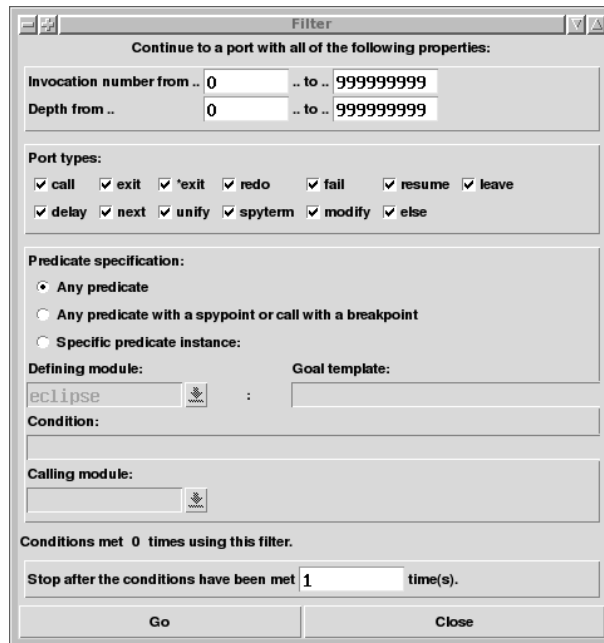 Filter
Continue to a port with all of the following properties:
Invocation number from .. 0 .. to .. 999999999
Depth from .. 0 .. to .. 999999999
Port types:
call exit *exit redo fail resume leave
delay next unify spyterm modify else
Predicate specification:
Any predicate
Any predicate with a spypoint or call with a breakpoint
Specific predicate instance:
Defining module: Goal template:
eclipse :
Condition:
Calling module:
Conditions met 0 times using this filter.
Stop after the conditions have been met 1 time(s).
Go Close